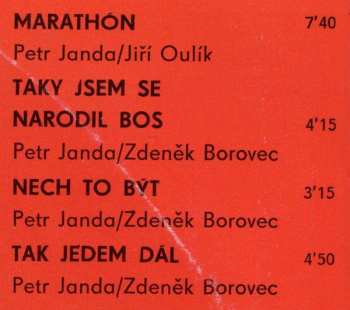 MARATHÓN 7'40
Petr Janda/Jiří Oulík
TAKY JSEM SE
NARODIL BOS 4'15
Petr Janda/Zdeněk Borovec
NECH TO BÝT 3'15
Petr Janda/Zdeněk Borovec
TAK JEDEM DÁL 4'50
Petr Janda/Zdeněk Borovec